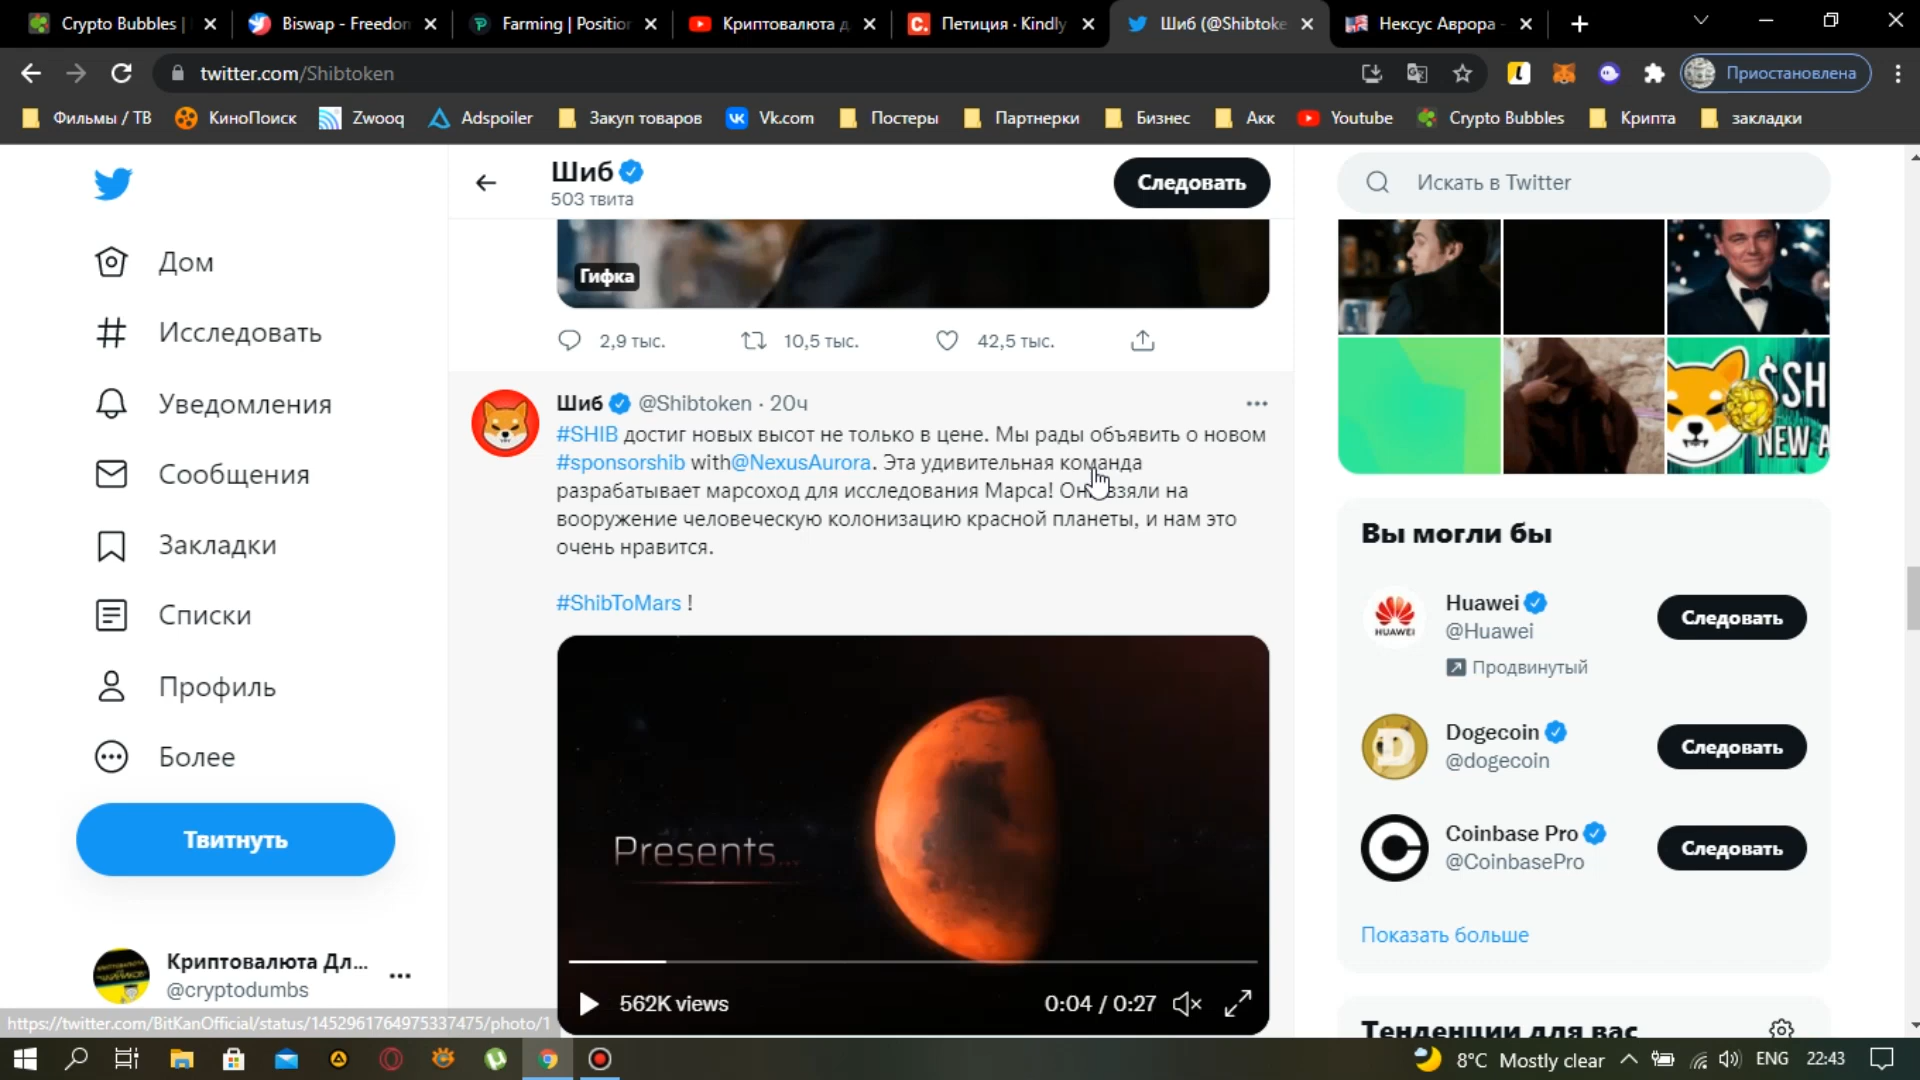 Crypto Bubbles |
Biswap - Freedom
Farming | Position
Криптовалюта д
Петиция · Kindly
Шиб (@Shibtoke
Нексус Аврора -
twitter.com/Shibtoken
Приостановлена
Фильмы / ТВ
КиноПоиск
Zwooq
Adspoiler
Закуп товаров
Vk.com
Постеры
Партнерки
Бизнес
Акк
Youtube
Crypto Bubbles
Крипта
закладки
Дом
Исследовать
Уведомления
Сообщения
Закладки
Списки
Профиль
Более
Твитнуть
Криптовалюта Дл...
@cryptodumbs
https://twitter.com/BitKanOfficial/status/1452961764975337475/photo/1
Шиб
503 твита
Следовать
Гифка
2,9 тыс.
10,5 тыс.
42,5 тыс.
Шиб @Shibtoken · 20ч
#SHIB достиг новых высот не только в цене. Мы рады объявить о новом
#sponsorshib with@NexusAurora. Эта удивительная команда
разрабатывает марсоход для исследования Марса! Они взяли на
вооружение человеческую колонизацию красной планеты, и нам это
очень нравится.
#ShibToMars !
Presents...
562K views
0:04 / 0:27
Искать в Twitter
$SH
NEW A
Вы могли бы
Huawei
@Huawei
Следовать
HUAWEI
Продвинутый
Dogecoin
@dogecoin
Следовать
Coinbase Pro
@CoinbasePro
Следовать
Показать больше
Тенденции для вас
8°C Mostly clear
ENG
22:43